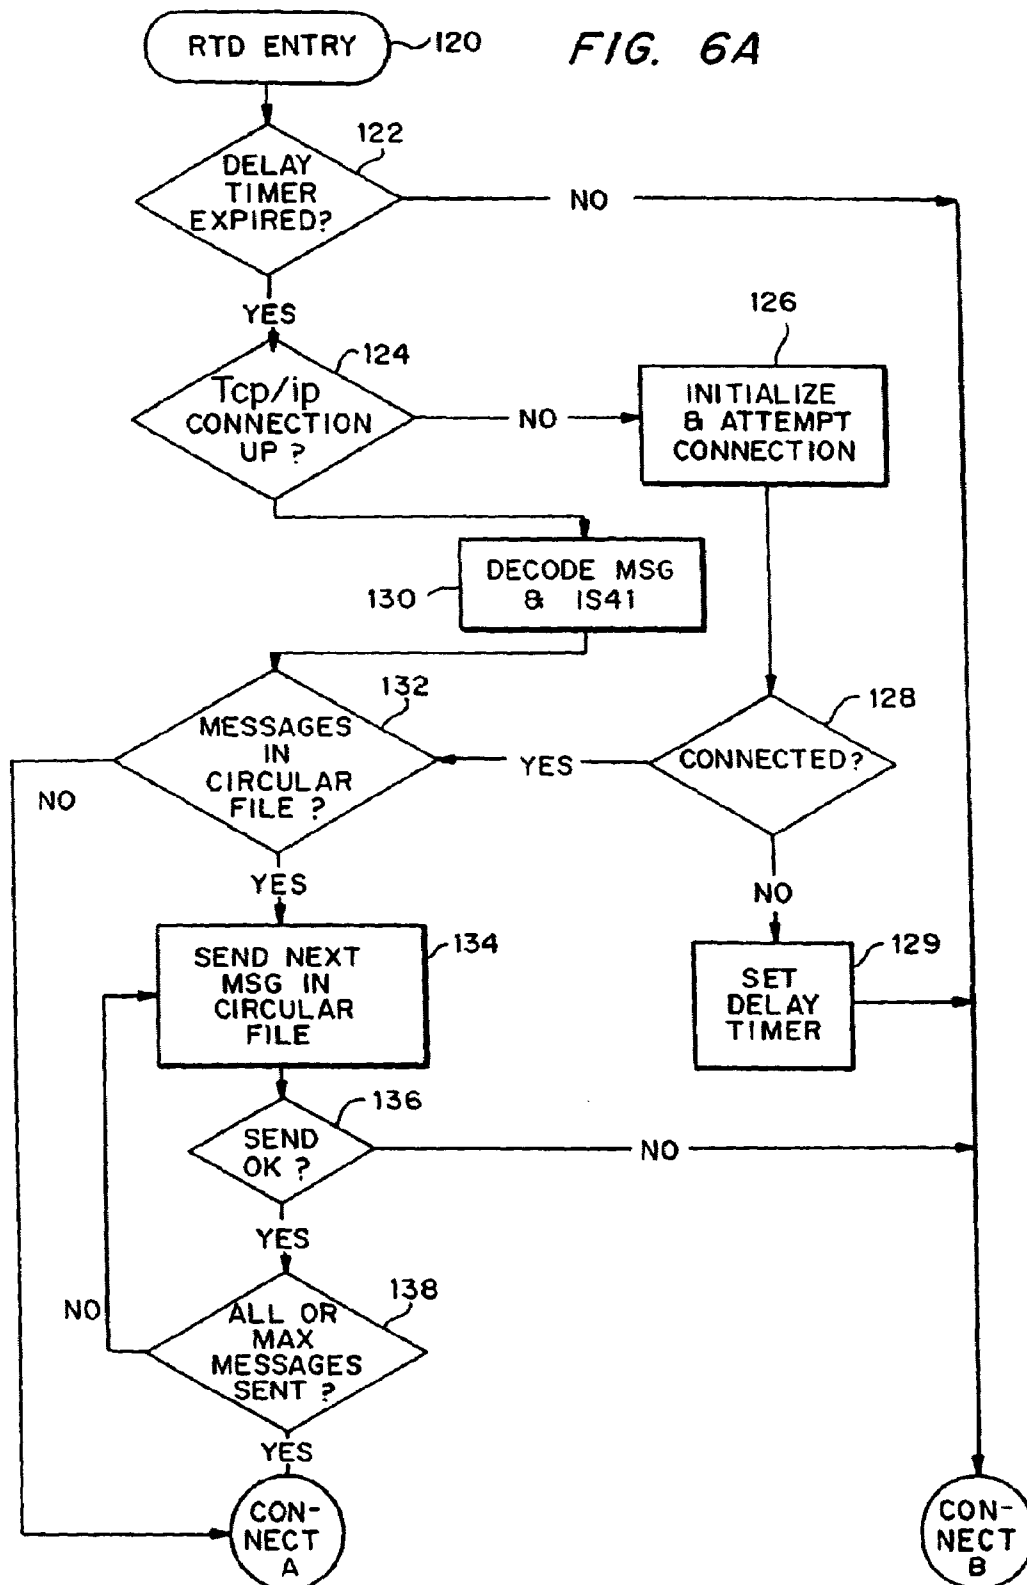 RTD ENTRY
120
FIG. 6A
122
DELAY
TIMER
EXPIRED?
NO
YES
124
126
Tcp/ip
CONNECTION
UP ?
NO
INITIALIZE
& ATTEMPT
CONNECTION
130
DECODE MSG
& IS41
132
MESSAGES
IN
CIRCULAR
FILE ?
NO
YES
128
CONNECTED?
YES
NO
134
SEND NEXT
MSG IN
CIRCULAR
FILE
129
SET
DELAY
TIMER
136
SEND
OK ?
NO
YES
138
NO
ALL OR
MAX
MESSAGES
SENT ?
YES
CON-
NECT
A
CON-
NECT
B